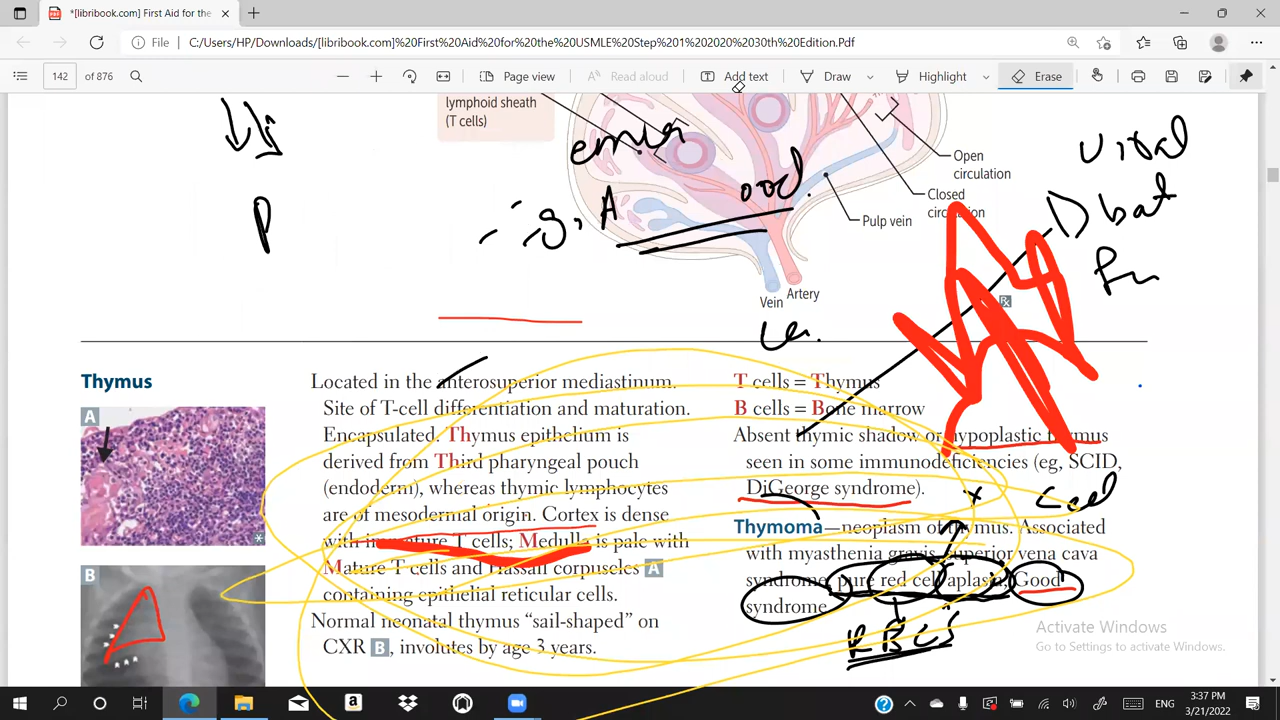 *[libribook.com] First Aid for the
File
C:/Users/HP/Downloads/[libribook.com]%20First%20Aid%20for%20the%20USMLE%20Step%201%202020%2030th%20Edition.Pdf
142 of 876
Page view
Read aloud
Add text
Draw
Highlight
Erase
lymphoid sheath
(T cells)
Open
circulation
Closed
circulation
Pulp vein
Vein Artery
viral
RBCs
Thymus
A
B
Located in the anterosuperior mediastinum.
Site of T-cell differentiation and maturation.
Encapsulated. Thymus epithelium is
derived from Third pharyngeal pouch
(endoderm), whereas thymic lymphocytes
are of mesodermal origin. Cortex is dense
with immature T cells; Medulla is pale with
Mature T cells and Hassall corpuscles A
containing epithelial reticular cells.
Normal neonatal thymus “sail-shaped” on
CXR B, involutes by age 3 years.
T cells = Thymus
B cells = Bone marrow
Absent thymic shadow or hypoplastic thymus
seen in some immunodeficiencies (eg, SCID,
DiGeorge syndrome).
Thymoma—neoplasm of thymus. Associated
with myasthenia gravis, superior vena cava
syndrome, pure red cell aplasia, Good
syndrome
Activate Windows
Go to Settings to activate Windows.
ENG
3:37 PM
3/21/2022